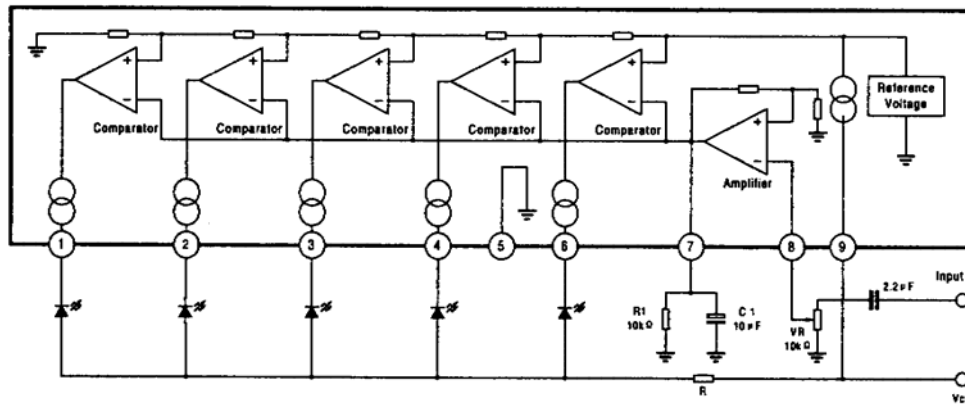 +
−
Comparator
+
−
Comparator
+
−
Comparator
+
−
Comparator
+
−
Comparator
+
−
Amplifier
Reference
Voltage
1
2
3
4
5
6
7
8
9
R1
10kΩ
C1
10μF
VR
10kΩ
2.2μF
Input
R